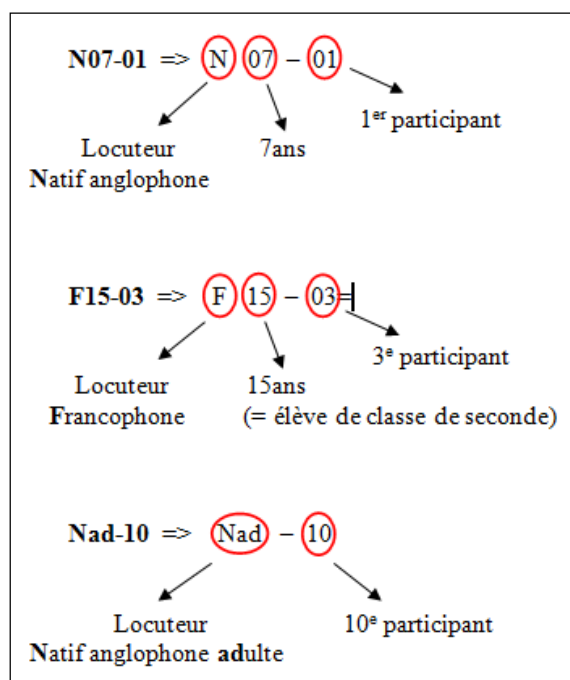 N07-01 => N 07 – 01
1er participant
Locuteur 7ans
Natif anglophone
F15-03 => F 15 – 03=
3e participant
Locuteur 15ans
Francophone (= élève de classe de seconde)
Nad-10 => Nad – 10
Locuteur 10e participant
Natif anglophone adulte